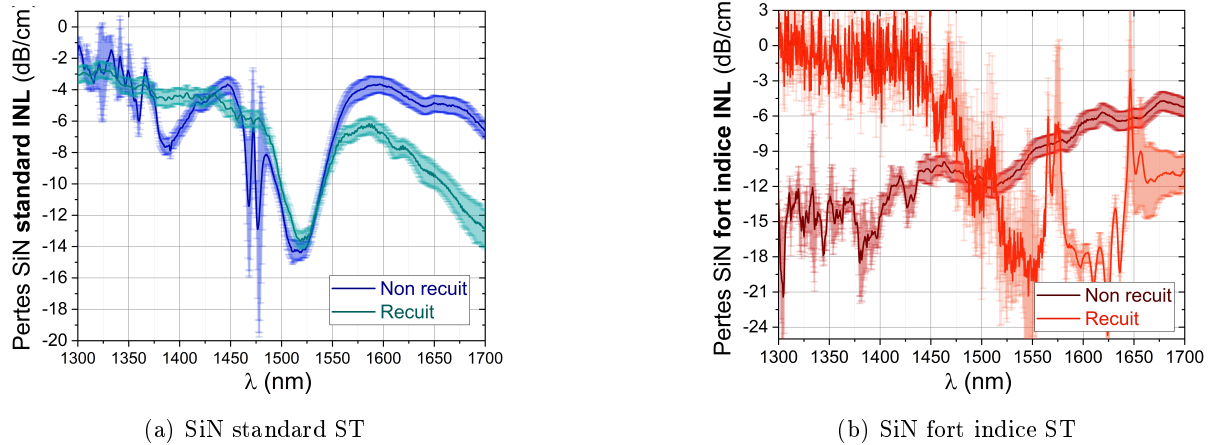 Pertes SiN standard INL (dB/cm)
0
-2
-4
-6
-8
-10
-12
-14
-16
-18
-20
Non recuit
Recuit
1300 1350 1400 1450 1500 1550 1600 1650 1700
λ (nm)
(a) SiN standard ST
Pertes SiN fort indice INL (dB/cm)
3
0
-3
-6
-9
-12
-15
-18
-21
-24
Non recuit
Recuit
1300 1350 1400 1450 1500 1550 1600 1650 1700
λ (nm)
(b) SiN fort indice ST